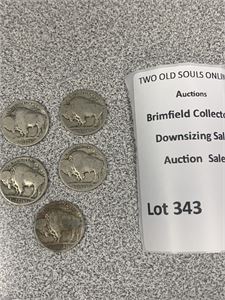 TWO OLD SOULS ONLIN
Auctions
Brimfield Collecto
Downsizing Sal
Auction Sale
Lot 343